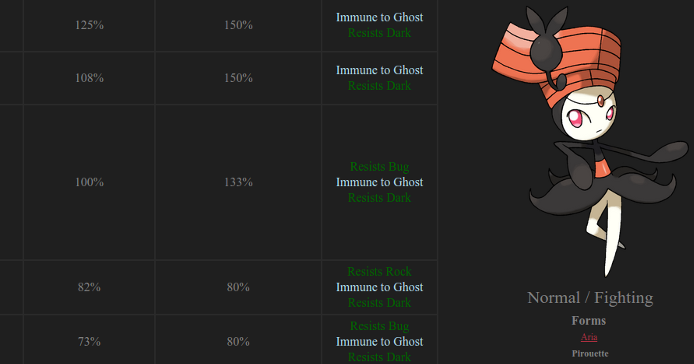 125% 150% Immune to Ghost
Resists Dark
108% 150% Immune to Ghost
Resists Dark
100% 133% Resists Bug
Immune to Ghost
Resists Dark
82% 80% Resists Rock
Immune to Ghost
Resists Dark
73% 80% Resists Bug
Immune to Ghost
Resists Dark
Normal / Fighting
Forms
Aria
Pirouette